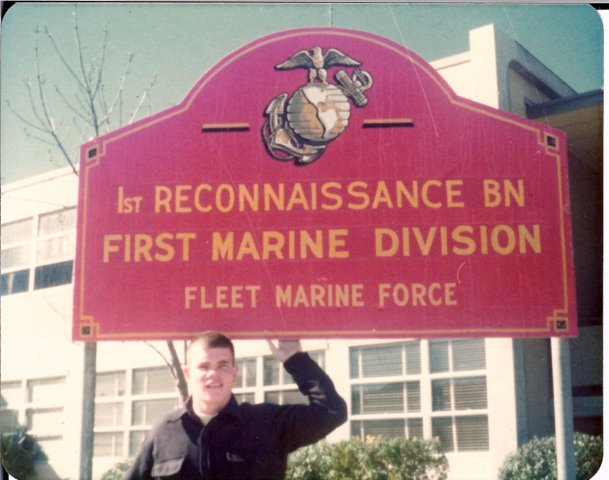 1ST RECONNAISSANCE BN
FIRST MARINE DIVISION
FLEET MARINE FORCE